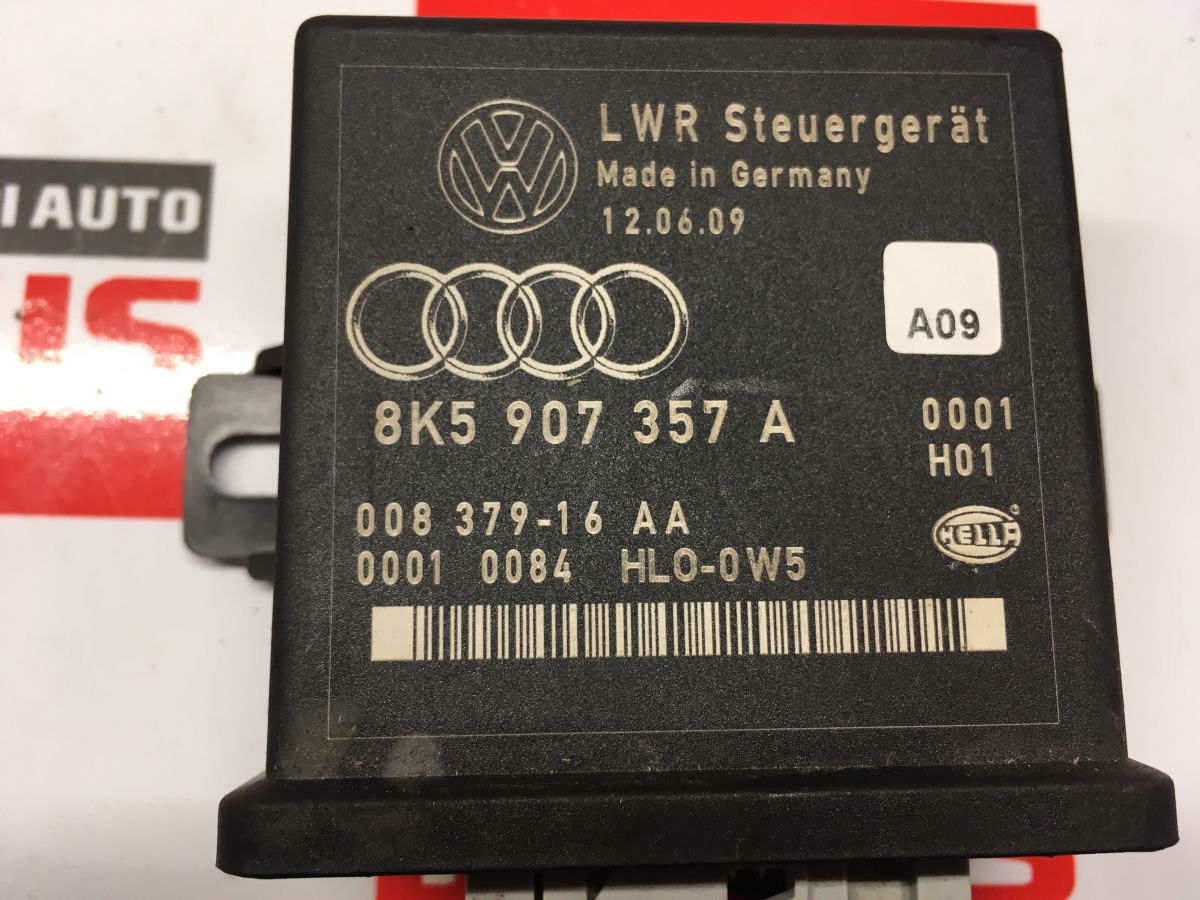 LWR Steuergerät
Made in Germany
12.06.09
I AUTO
A09
8K5 907 357 A
0001
H01
008 379-16 AA
HELLA
0001 0084 HLO-0W5